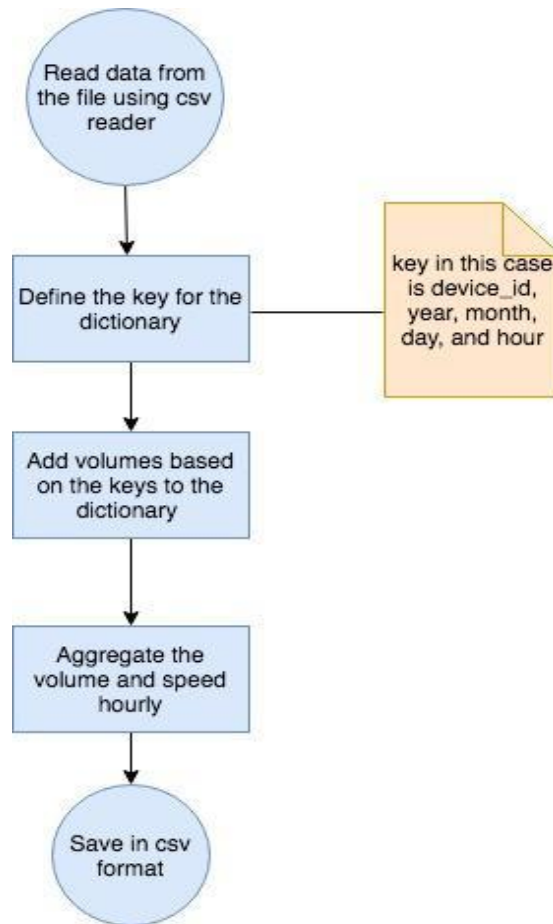 Read data from
the file using csv
reader
Define the key for the
dictionary
key in this case
is device_id,
year, month,
day, and hour
Add volumes based
on the keys to the
dictionary
Aggregate the
volume and speed
hourly
Save in csv
format